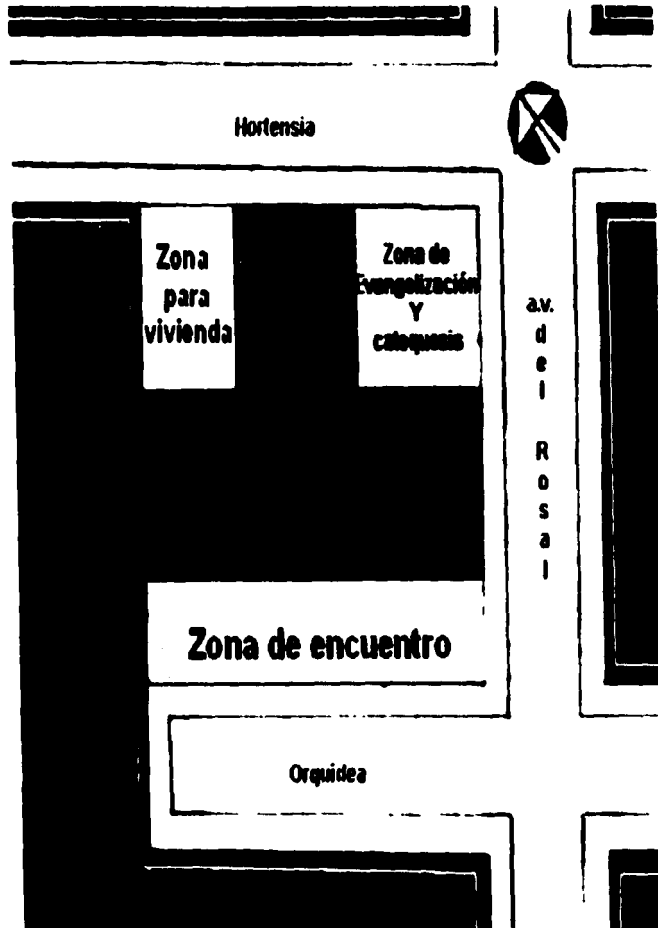 Hortensia
Zona
para
vivienda
Zona de
Evangelización
Y
catequesis
a.v.
d
e
l
R
o
s
a
l
Zona de encuentro
Orquidea